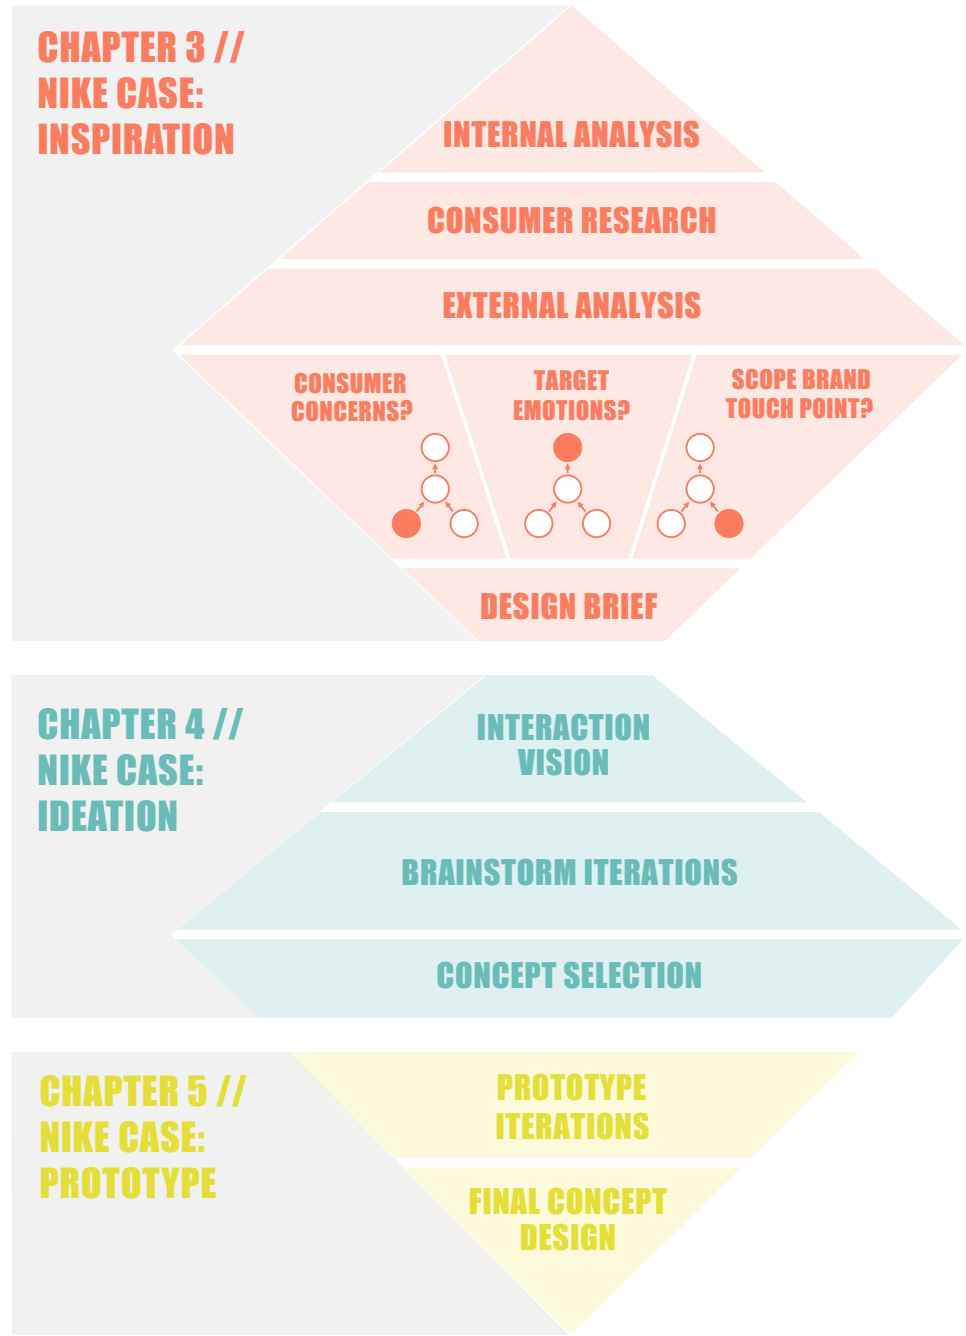 CHAPTER 3 //
NIKE CASE:
INSPIRATION
INTERNAL ANALYSIS
CONSUMER RESEARCH
EXTERNAL ANALYSIS
CONSUMER
CONCERNS?
TARGET
EMOTIONS?
SCOPE BRAND
TOUCH POINT?
DESIGN BRIEF
CHAPTER 4 //
NIKE CASE:
IDEATION
INTERACTION
VISION
BRAINSTORM ITERATIONS
CONCEPT SELECTION
CHAPTER 5 //
NIKE CASE:
PROTOTYPE
PROTOTYPE
ITERATIONS
FINAL CONCEPT
DESIGN